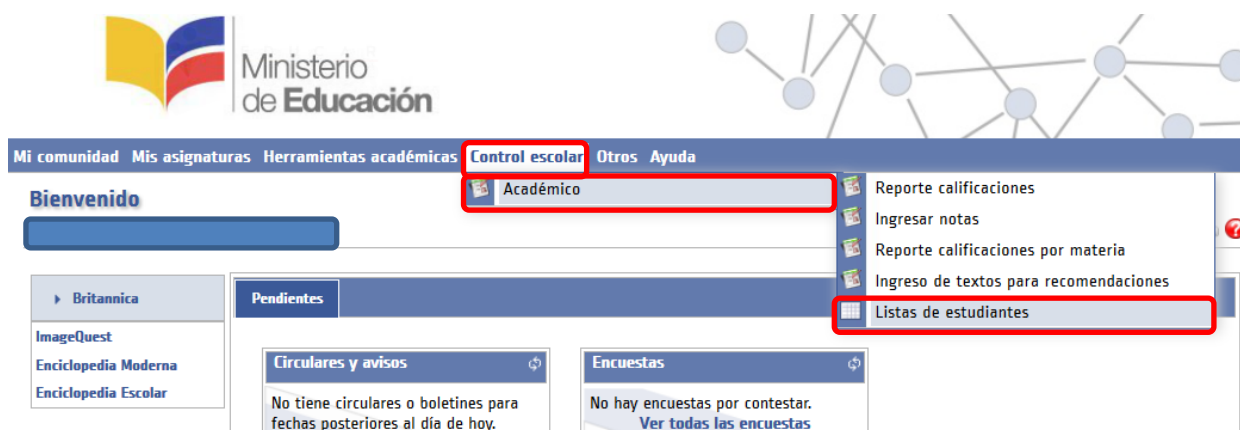 Ministerio
de Educación
Mi comunidad Mis asignaturas Herramientas académicas Control escolar Otros Ayuda
Académico
Reporte calificaciones
Ingresar notas
Reporte calificaciones por materia
Ingreso de textos para recomendaciones
Listas de estudiantes
Bienvenido
?
Britannica
ImageQuest
Enciclopedia Moderna
Enciclopedia Escolar
Pendientes
Circulares y avisos
No tiene circulares o boletines para
fechas posteriores al día de hoy.
Encuestas
No hay encuestas por contestar.
Ver todas las encuestas